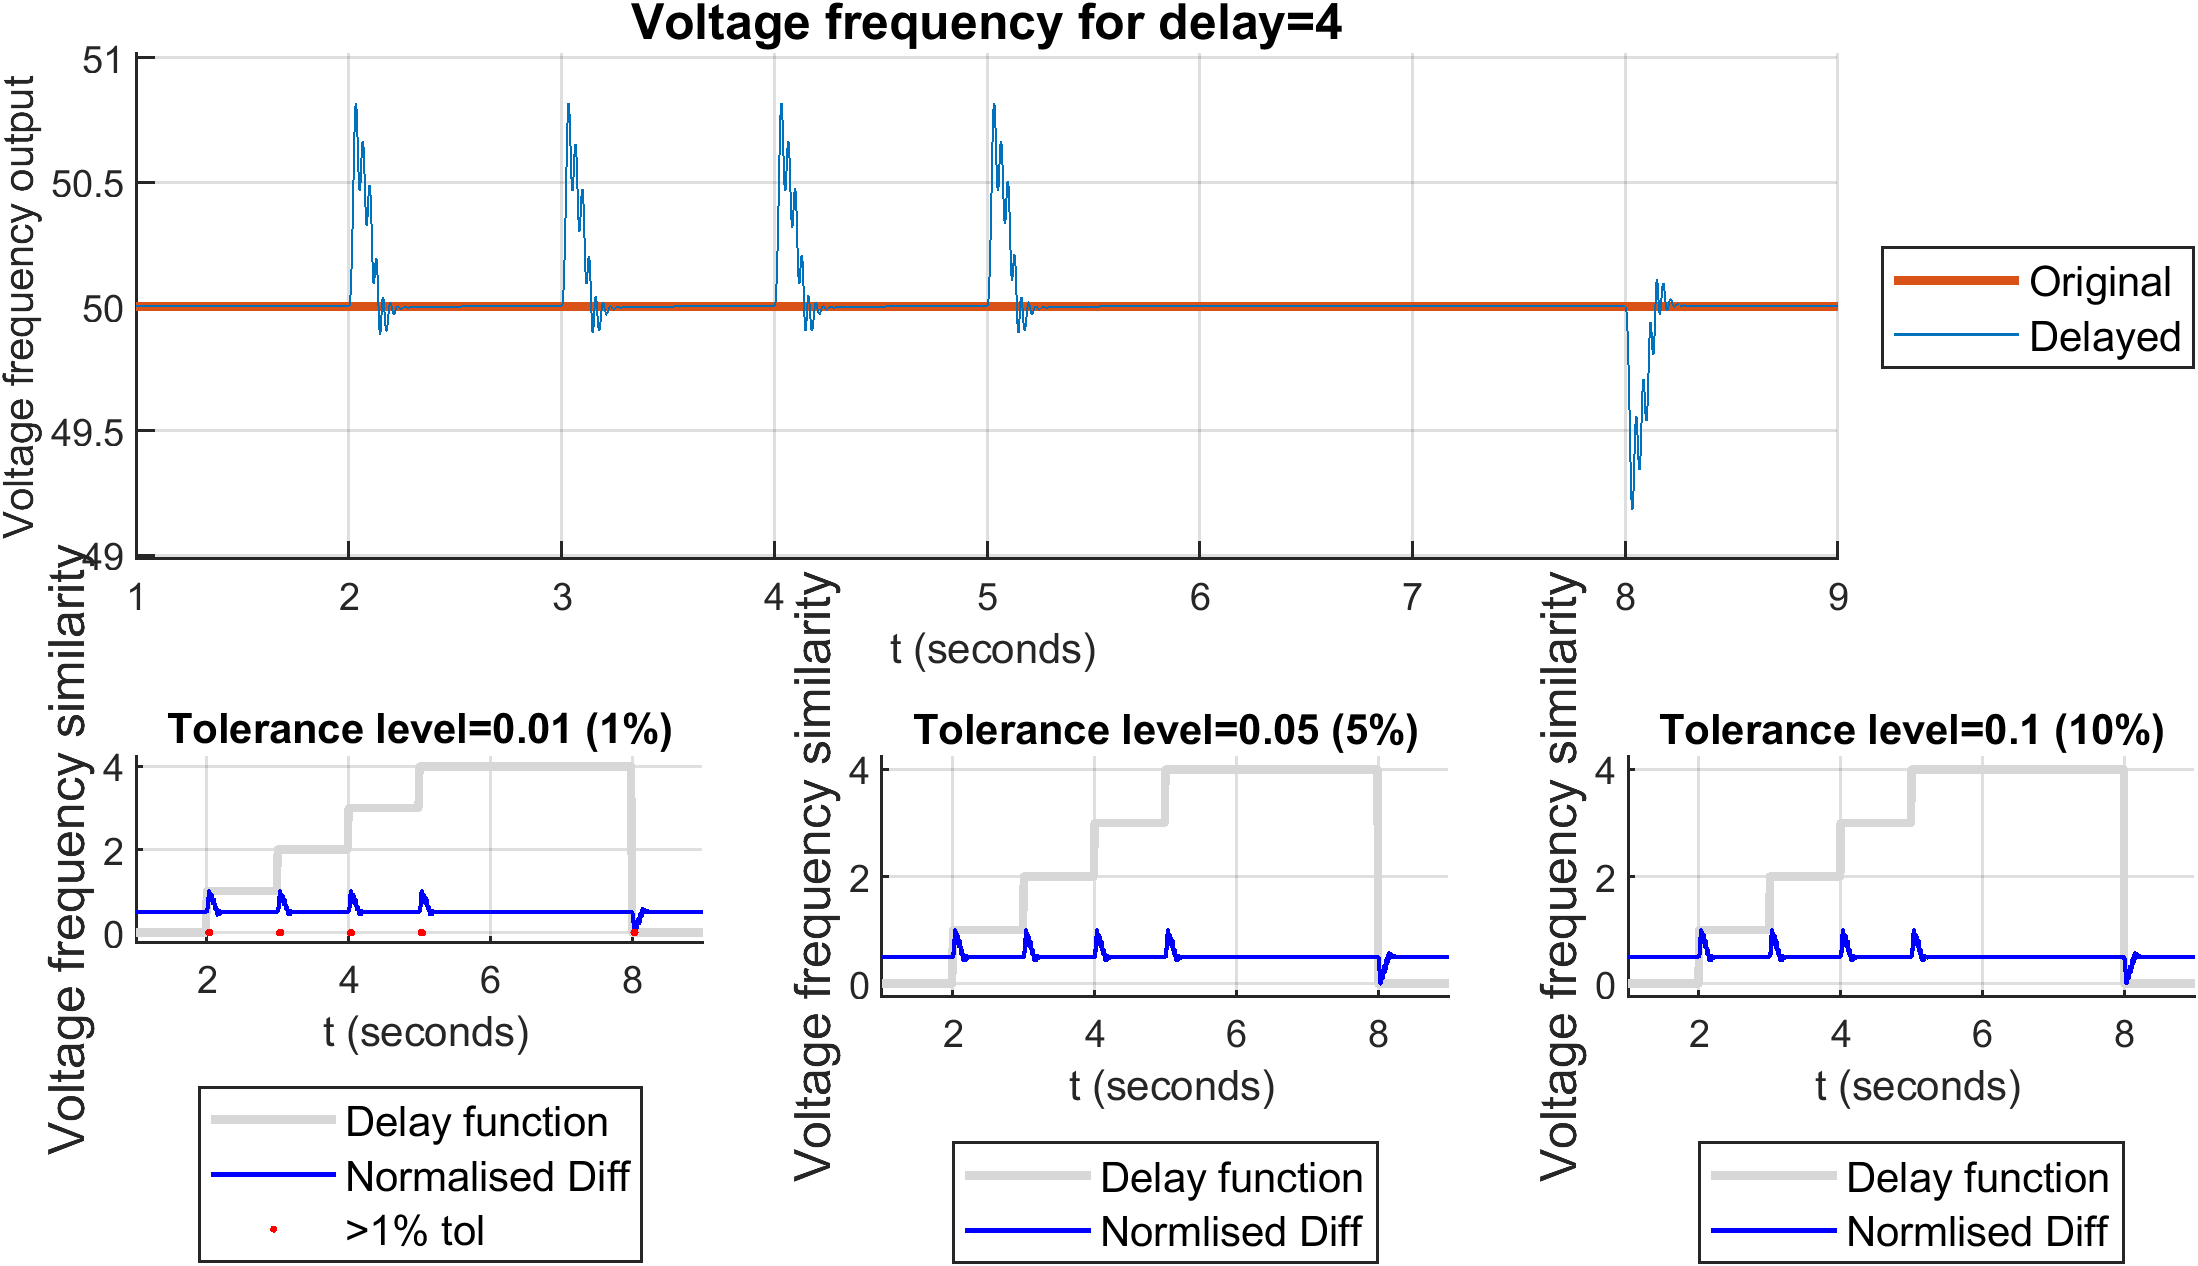 Voltage frequency for delay=4
Voltage frequency output
51
50.5
50
49.5
49
1 2 3 4 5 6 7 8 9
t (seconds)
Original
Delayed
Tolerance level=0.01 (1%)
Voltage frequency similarity
4
2
0
2 4 6 8
t (seconds)
Delay function
Normalised Diff
>1% tol
Tolerance level=0.05 (5%)
Voltage frequency similarity
4
2
0
2 4 6 8
t (seconds)
Delay function
Normlised Diff
Tolerance level=0.1 (10%)
Voltage frequency similarity
4
2
0
2 4 6 8
t (seconds)
Delay function
Normlised Diff